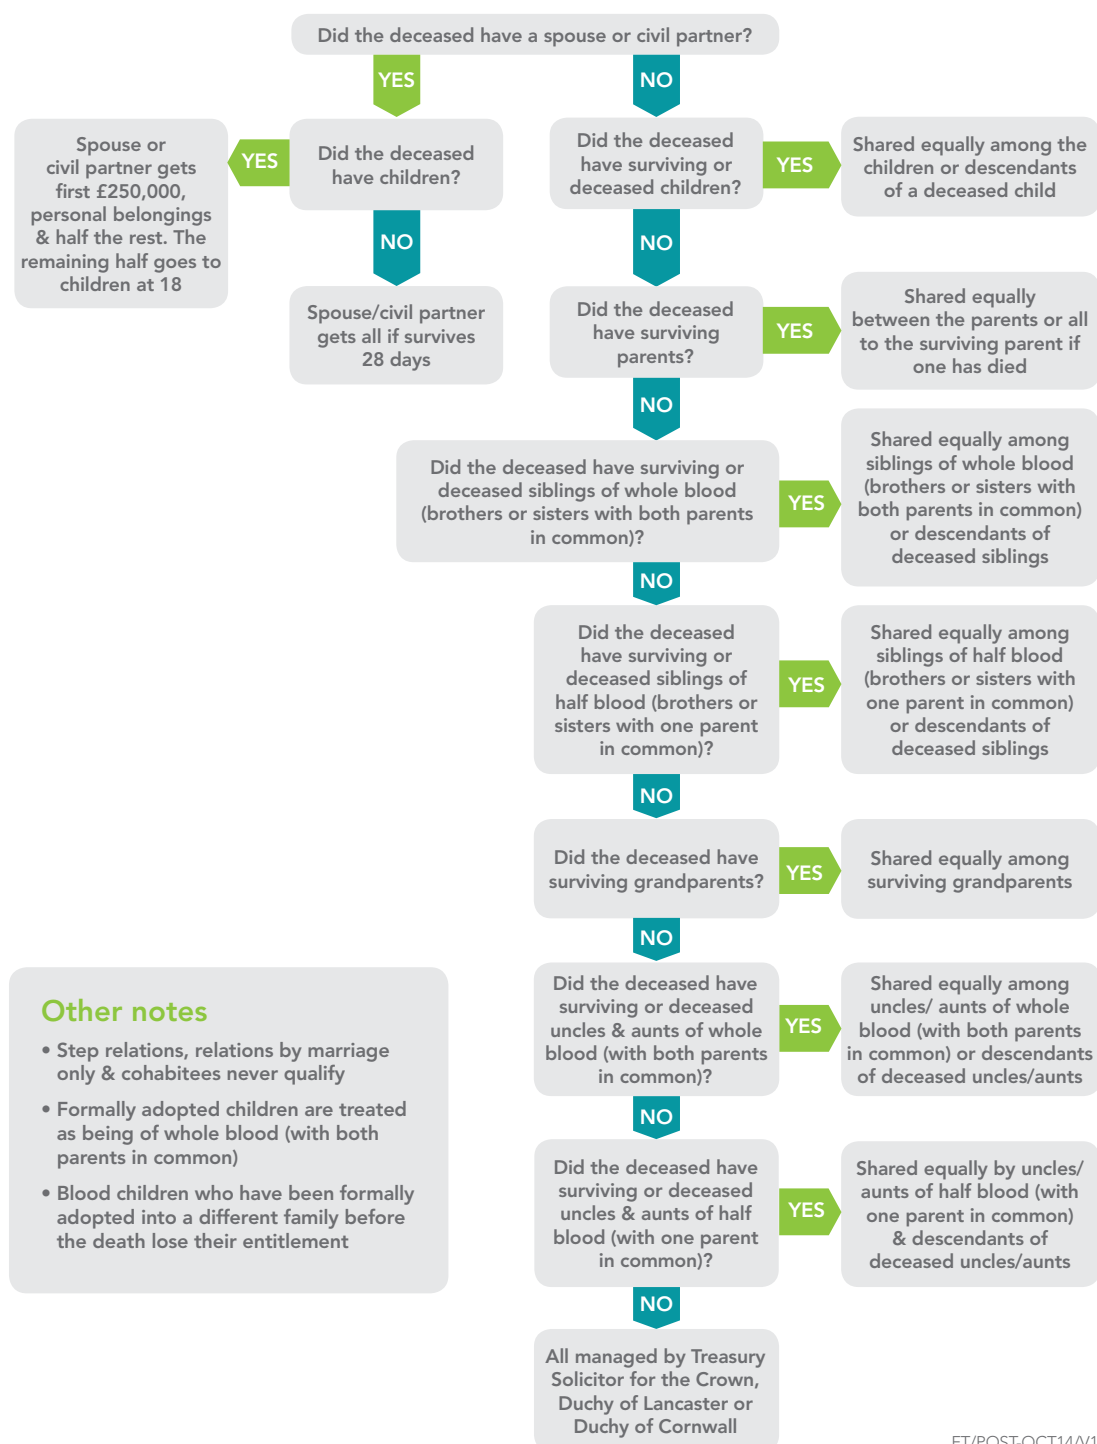 Did the deceased have a spouse or civil partner?
YES
NO
Spouse or
civil partner gets
first £250,000,
personal belongings
& half the rest. The
remaining half goes to
children at 18
YES
Did the deceased
have children?
Did the deceased
have surviving or
deceased children?
YES
Shared equally among the
children or descendants
of a deceased child
NO
NO
Spouse/civil partner
gets all if survives
28 days
Did the deceased
have surviving
parents?
YES
Shared equally
between the parents or all
to the surviving parent if
one has died
NO
Did the deceased have surviving or
deceased siblings of whole blood
(brothers or sisters with both parents
in common)?
YES
Shared equally among
siblings of whole blood
(brothers or sisters with
both parents in common)
or descendants of
deceased siblings
NO
Did the deceased
have surviving or
deceased siblings of
half blood (brothers or
sisters with one parent
in common)?
YES
Shared equally among
siblings of half blood
(brothers or sisters with
one parent in common)
or descendants of
deceased siblings
NO
Did the deceased have
surviving grandparents?
YES
Shared equally among
surviving grandparents
NO
Did the deceased have
surviving or deceased
uncles & aunts of whole
blood (with both parents
in common)?
YES
Shared equally among
uncles/ aunts of whole
blood (with both parents
in common) or descendants
of deceased uncles/aunts
NO
Did the deceased have
surviving or deceased
uncles & aunts of half
blood (with one parent
in common)?
YES
Shared equally by uncles/
aunts of half blood (with
one parent in common)
& descendants of
deceased uncles/aunts
NO
All managed by Treasury
Solicitor for the Crown,
Duchy of Lancaster or
Duchy of Cornwall
Other notes
• Step relations, relations by marriage
only & cohabitees never qualify
• Formally adopted children are treated
as being of whole blood (with both
parents in common)
• Blood children who have been formally
adopted into a different family before
the death lose their entitlement